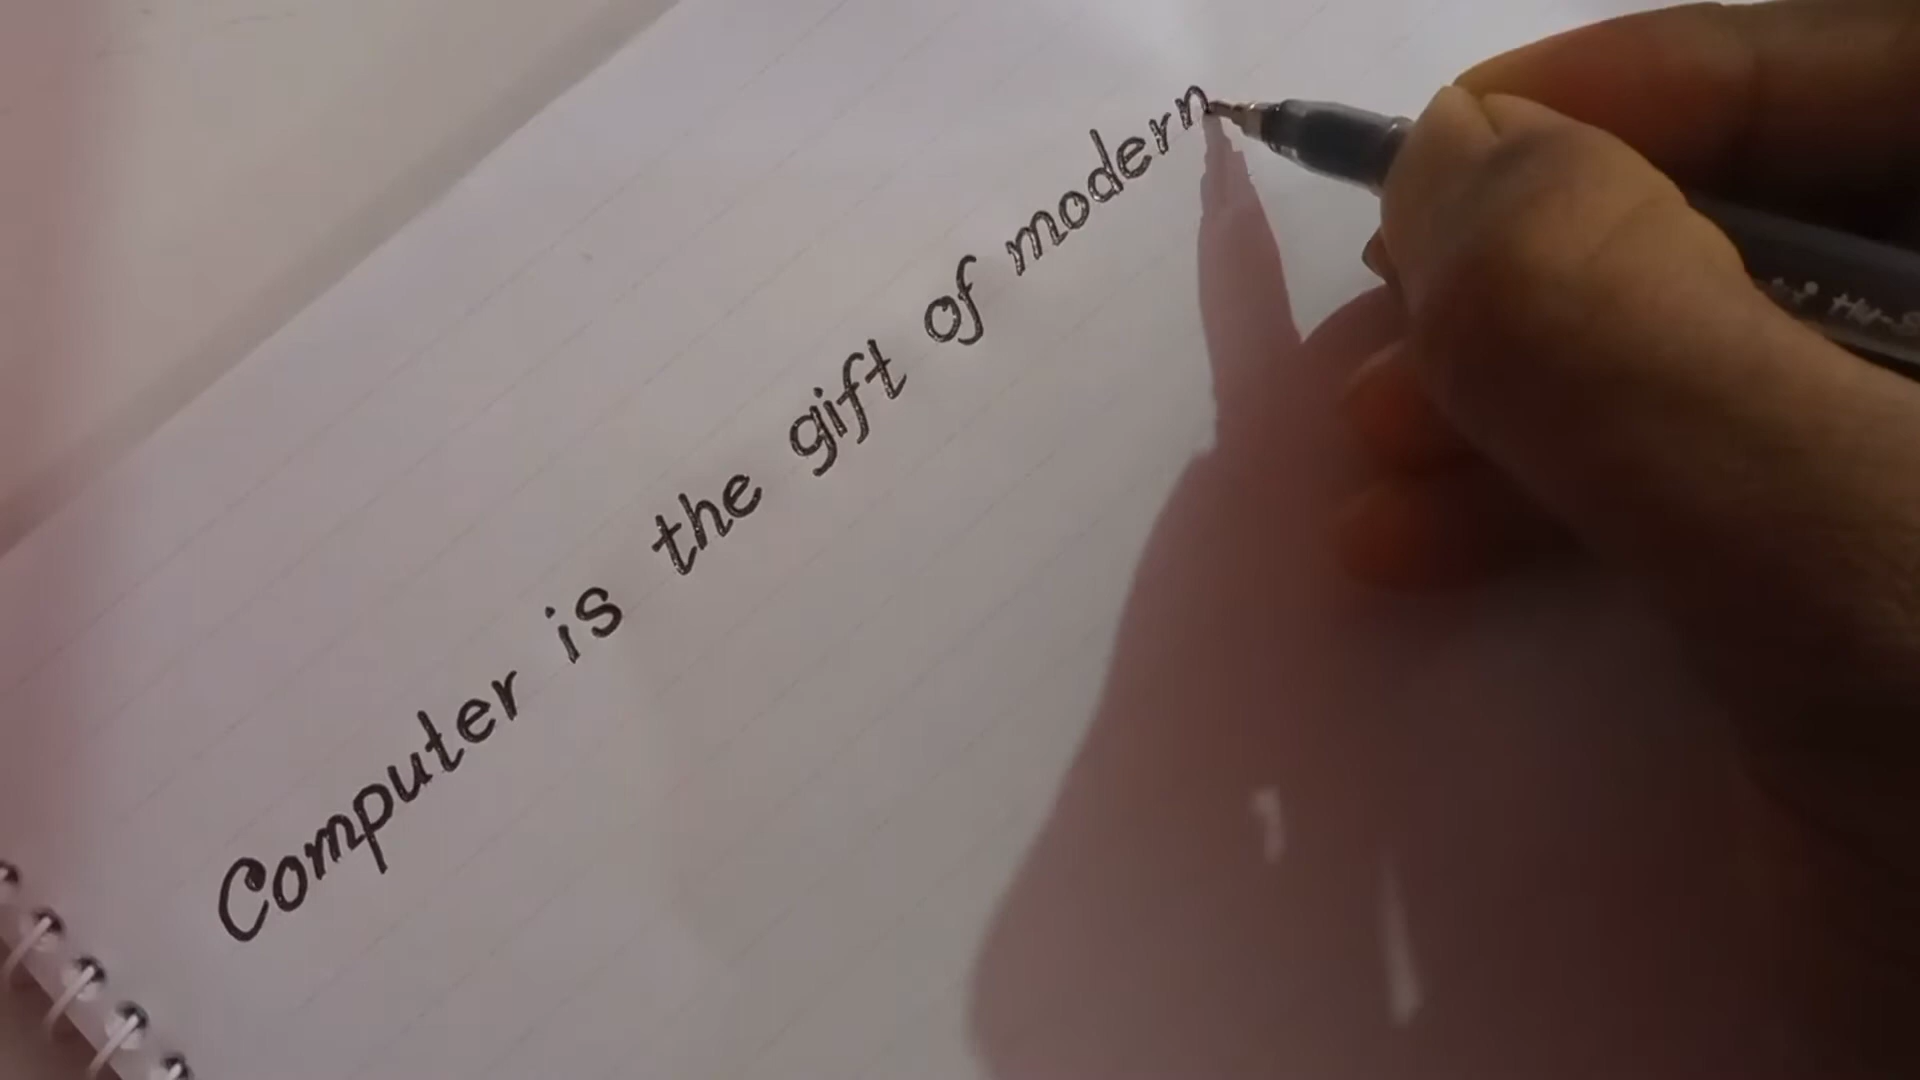 Computer is the gift of modern